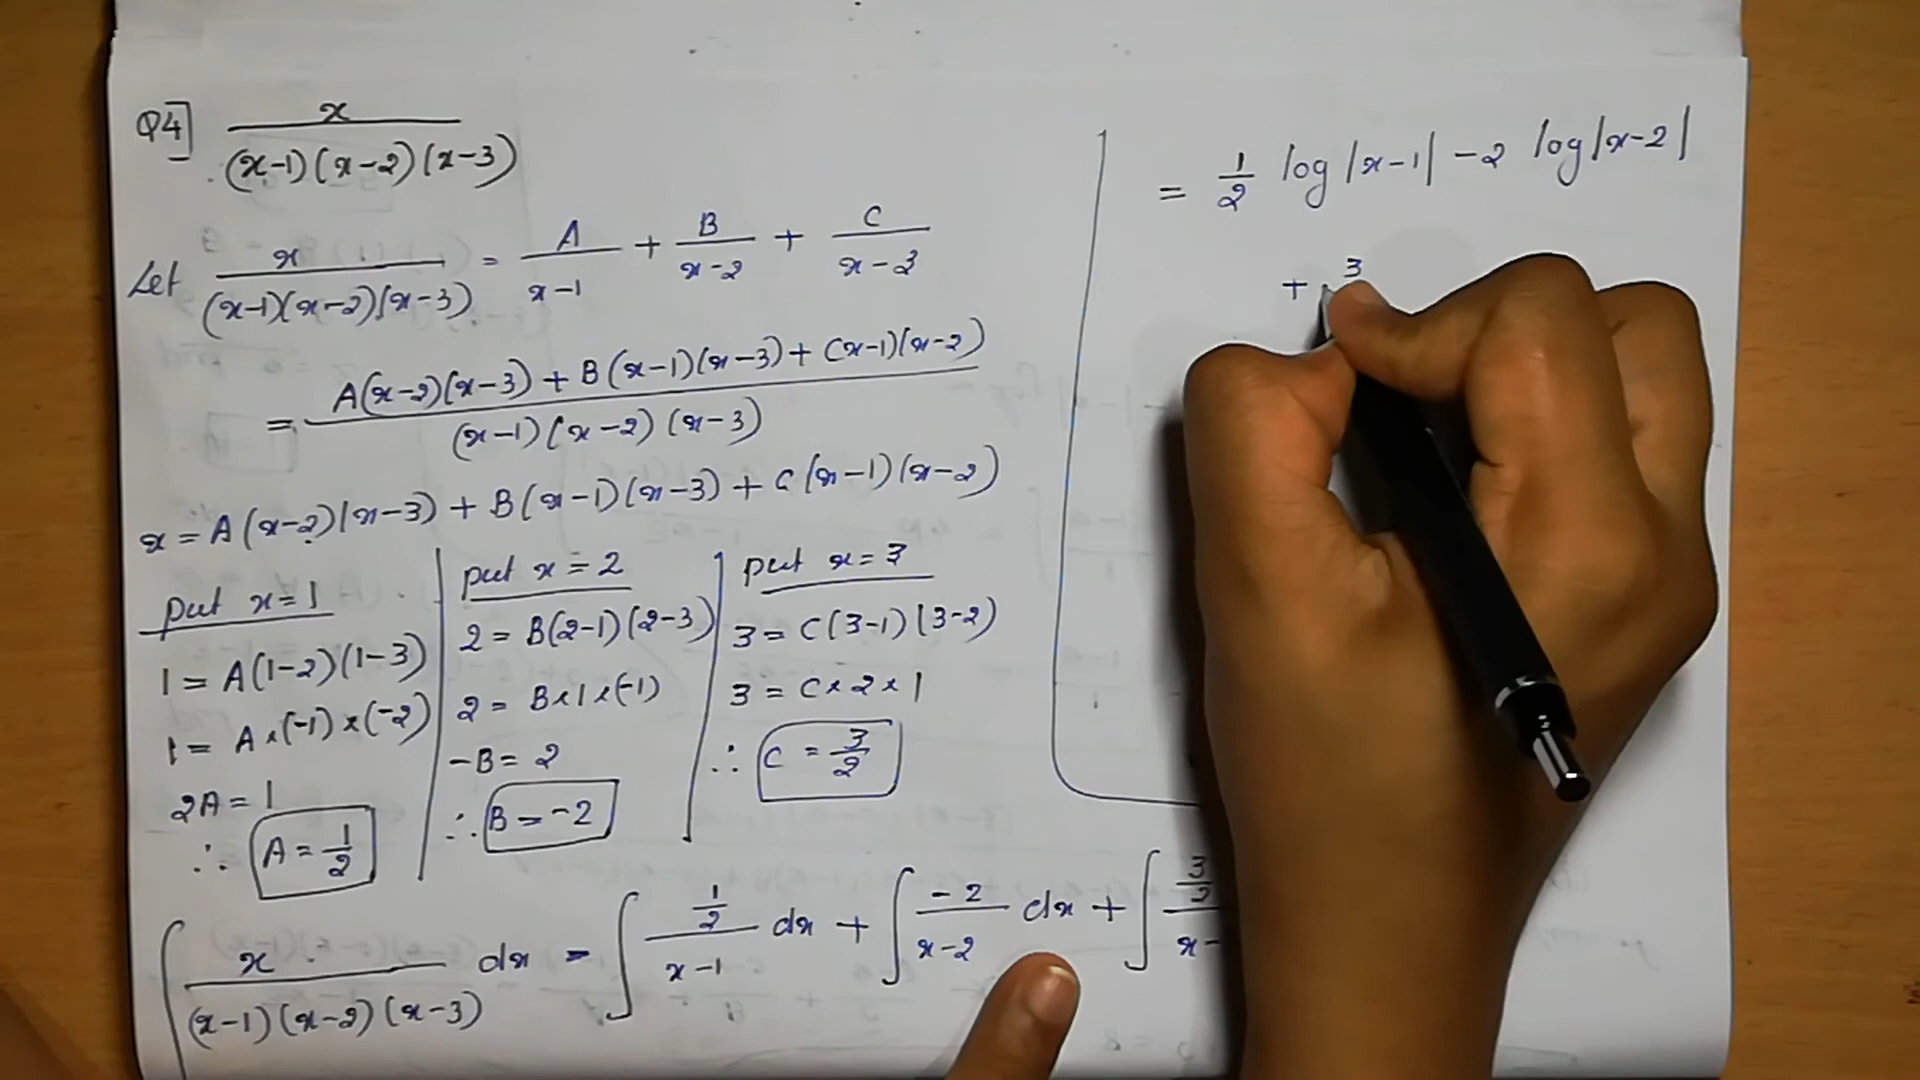 Q4] x
(x-1)(x-2)(x-3)
Let x/((x-1)(x-2)(x-3)) = A/(x-1) + B/(x-2) + C/(x-3)
= (A(x-2)(x-3) + B(x-1)(x-3) + C(x-1)(x-2))/((x-1)(x-2)(x-3))
x = A(x-2)(x-3) + B(x-1)(x-3) + C(x-1)(x-2)
put x=1
1 = A(1-2)(1-3)
1 = A×(-1)×(-2)
2A = 1
∴ A = 1/2
put x=2
2 = B(2-1)(2-3)
2 = B×1×(-1)
-B = 2
∴ B = -2
put x=3
3 = C(3-1)(3-2)
3 = C×2×1
∴ C = 3/2
∫ x/((x-1)(x-2)(x-3)) dx = ∫ (1/2)/(x-1) dx + ∫ -2/(x-2) dx + ∫ (3/2)/(x-
= 1/2 log|x-1| -2 log|x-2|
+ 3